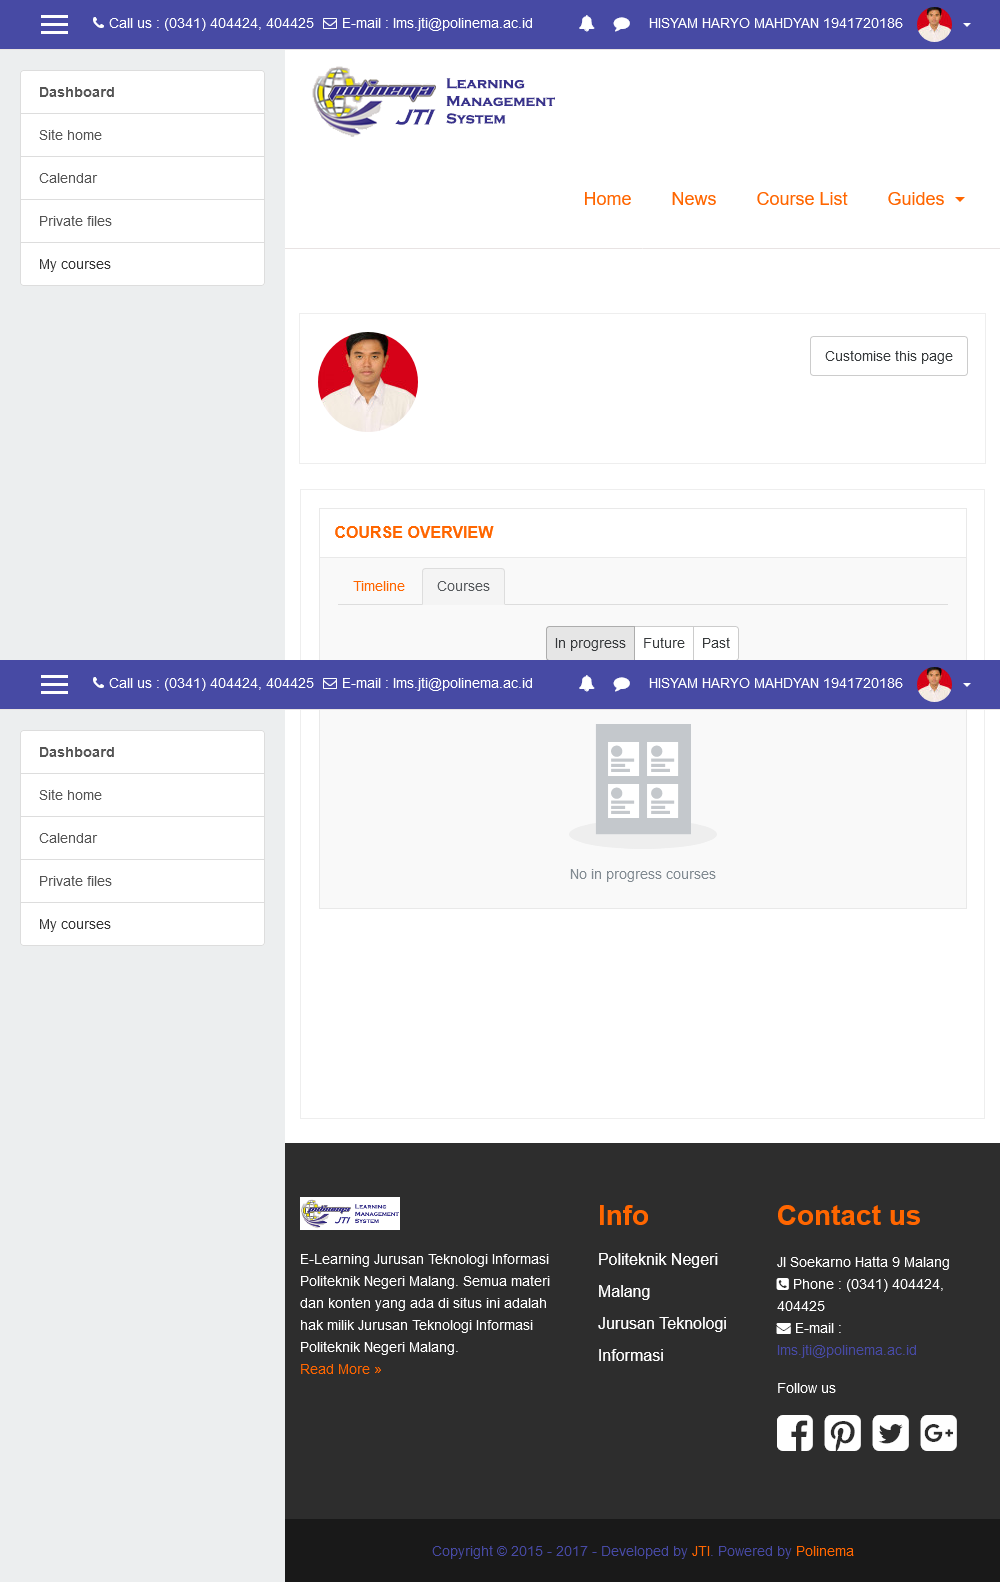 Call us : (0341) 404424, 404425 E-mail : lms.jti@polinema.ac.id HISYAM HARYO MAHDYAN 1941720186
Dashboard
Site home
Calendar
Private files
My courses
polinema
JTI
LEARNING
MANAGEMENT
SYSTEM
Home News Course List Guides
Customise this page
COURSE OVERVIEW
Timeline Courses
In progress Future Past
Call us : (0341) 404424, 404425 E-mail : lms.jti@polinema.ac.id HISYAM HARYO MAHDYAN 1941720186
Dashboard
Site home
Calendar
Private files
My courses
No in progress courses
polinema
JTI
LEARNING
MANAGEMENT
SYSTEM
E-Learning Jurusan Teknologi Informasi
Politeknik Negeri Malang. Semua materi
dan konten yang ada di situs ini adalah
hak milik Jurusan Teknologi Informasi
Politeknik Negeri Malang.
Read More »
Info
Politeknik Negeri
Malang
Jurusan Teknologi
Informasi
Contact us
Jl Soekarno Hatta 9 Malang
Phone : (0341) 404424,
404425
E-mail :
lms.jti@polinema.ac.id
Follow us
Copyright © 2015 - 2017 - Developed by JTI. Powered by Polinema